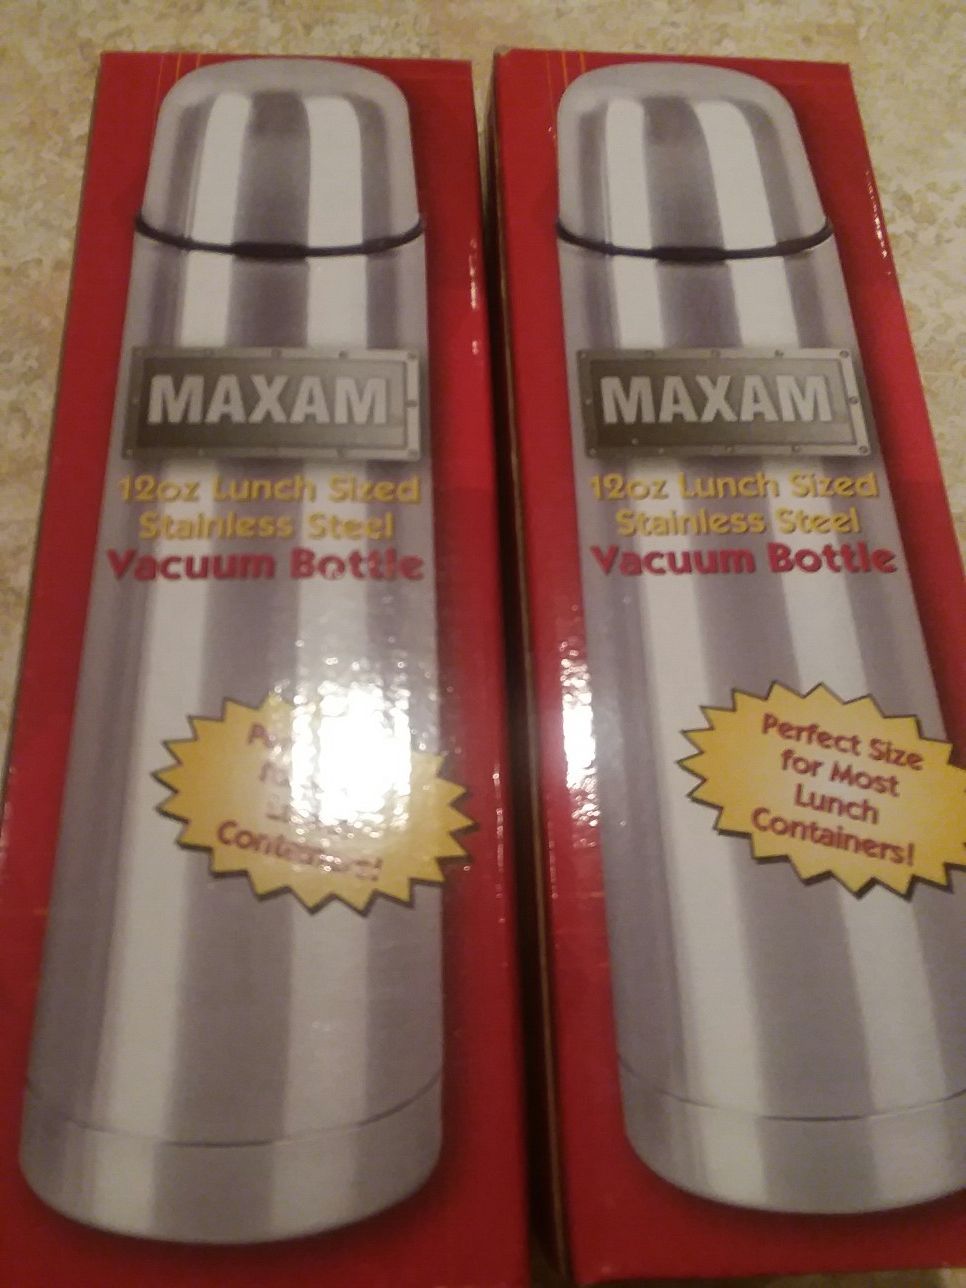 MAXAM
12oz Lunch Sized
Stainless Steel
Vacuum Bottle
Containers!
MAXAM
12oz Lunch Sized
Stainless Steel
Vacuum Bottle
Perfect Size
for Most
Lunch
Containers!